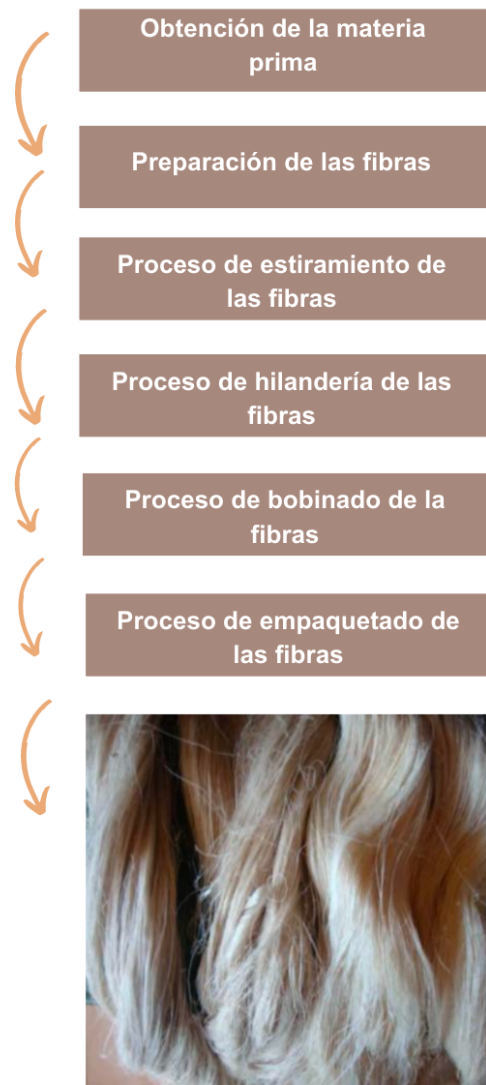 Obtención de la materia
prima
Preparación de las fibras
Proceso de estiramiento de
las fibras
Proceso de hilandería de las
fibras
Proceso de bobinado de la
fibras
Proceso de empaquetado de
las fibras